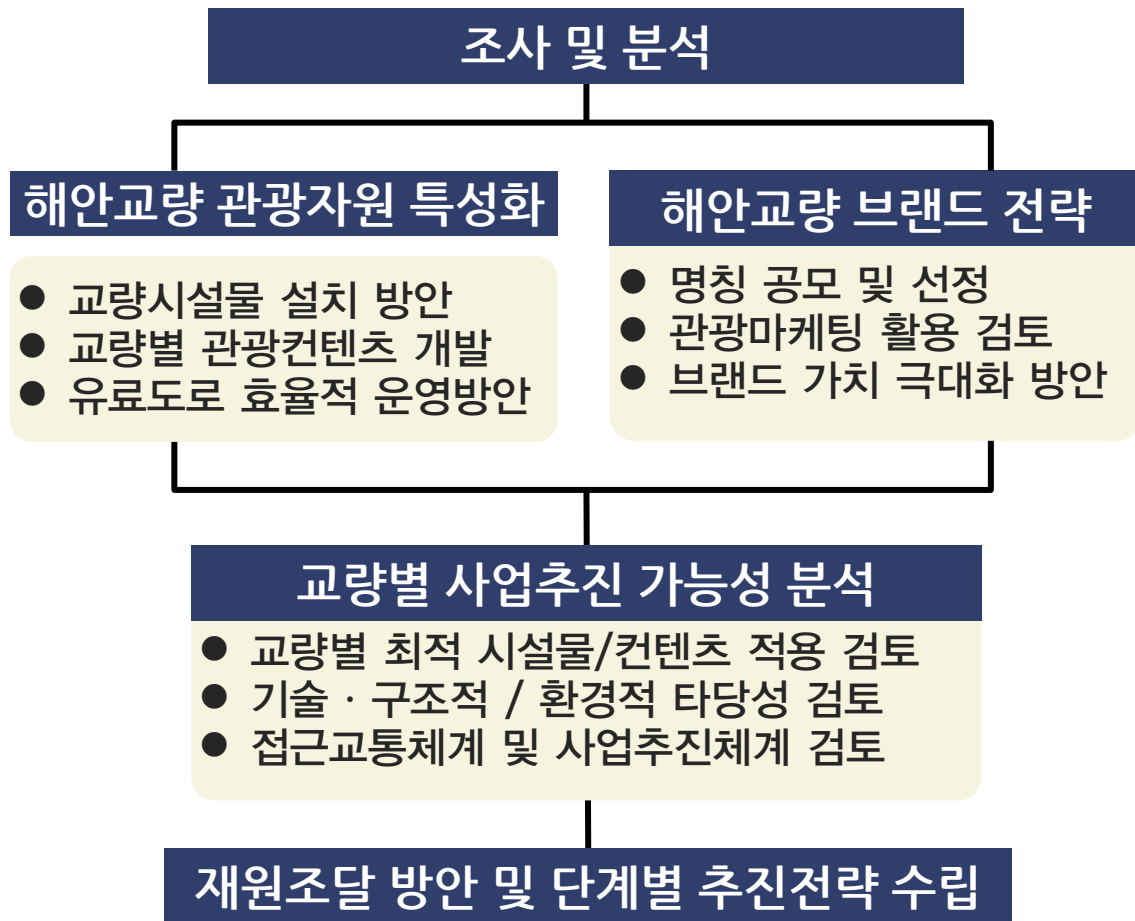 조사 및 분석
해안교량 관광자원 특성화
● 교량시설물 설치 방안
● 교량별 관광컨텐츠 개발
● 유료도로 효율적 운영방안
해안교량 브랜드 전략
● 명칭 공모 및 선정
● 관광마케팅 활용 검토
● 브랜드 가치 극대화 방안
교량별 사업추진 가능성 분석
● 교량별 최적 시설물/컨텐츠 적용 검토
● 기술 · 구조적 / 환경적 타당성 검토
● 접근교통체계 및 사업추진체계 검토
재원조달 방안 및 단계별 추진전략 수립